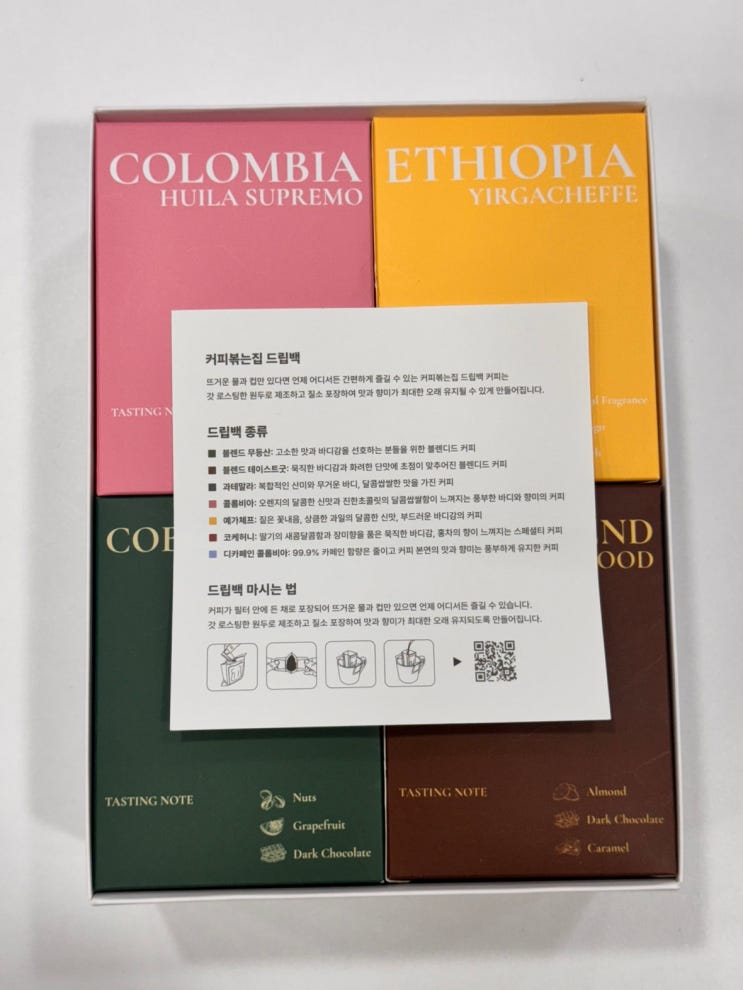 COLOMBIA
HUILA SUPREMO
ETHIOPIA
YIRGACHEFFE
TASTING
Fragrance
커피볶는집 드립백
뜨거운 물과 컵만 있다면 언제 어디서든 간편하게 즐길 수 있는 커피볶는집 드립백 커피는
갓 로스팅한 원두로 제조하고 질소 포장하여 맛과 향미가 최대한 오래 유지될 수 있게 만들어집니다.
드립백 종류
블렌드 무등산: 고소한 맛과 바디감을 선호하는 분들을 위한 블렌디드 커피
블렌드 테이스트굿: 묵직한 바디감과 화려한 단맛에 초점이 맞추어진 블렌디드 커피
과테말라: 복합적인 산미와 무거운 바디, 달콤쌉쌀한 맛을 가진 커피
콜롬비아: 오렌지의 달콤한 신맛과 진한초콜릿의 달콤쌉쌀함이 느껴지는 풍부한 바디와 향미의 커피
예가체프: 짙은 꽃내음, 상큼한 과일의 달콤한 신맛, 부드러운 바디감의 커피
코케허니: 딸기의 새콤달콤함과 장미향을 품은 묵직한 바디감, 홍차의 향이 느껴지는 스페셜티 커피
디카페인 콜롬비아: 99.9% 카페인 함량은 줄이고 커피 본연의 맛과 향미는 풍부하게 유지한 커피
드립백 마시는 법
커피가 필터 안에 든 채로 포장되어 뜨거운 물과 컵만 있으면 언제 어디서든 즐길 수 있습니다.
갓 로스팅한 원두로 제조하고 질소 포장하여 맛과 향미가 최대한 오래 유지되도록 만들어집니다.
TASTING NOTE
Nuts
Grapefruit
Dark Chocolate
TASTING NOTE
Almond
Dark Chocolate
Caramel